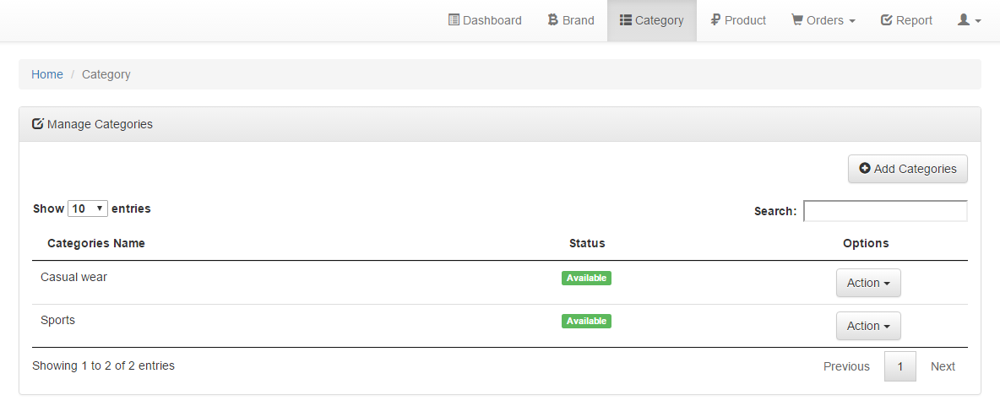 Dashboard Brand Category Product Orders Report
Home / Category
Manage Categories
Add Categories
Show 10 entries
Search:
Categories Name Status Options
Casual wear Available Action
Sports Available Action
Showing 1 to 2 of 2 entries
Previous 1 Next